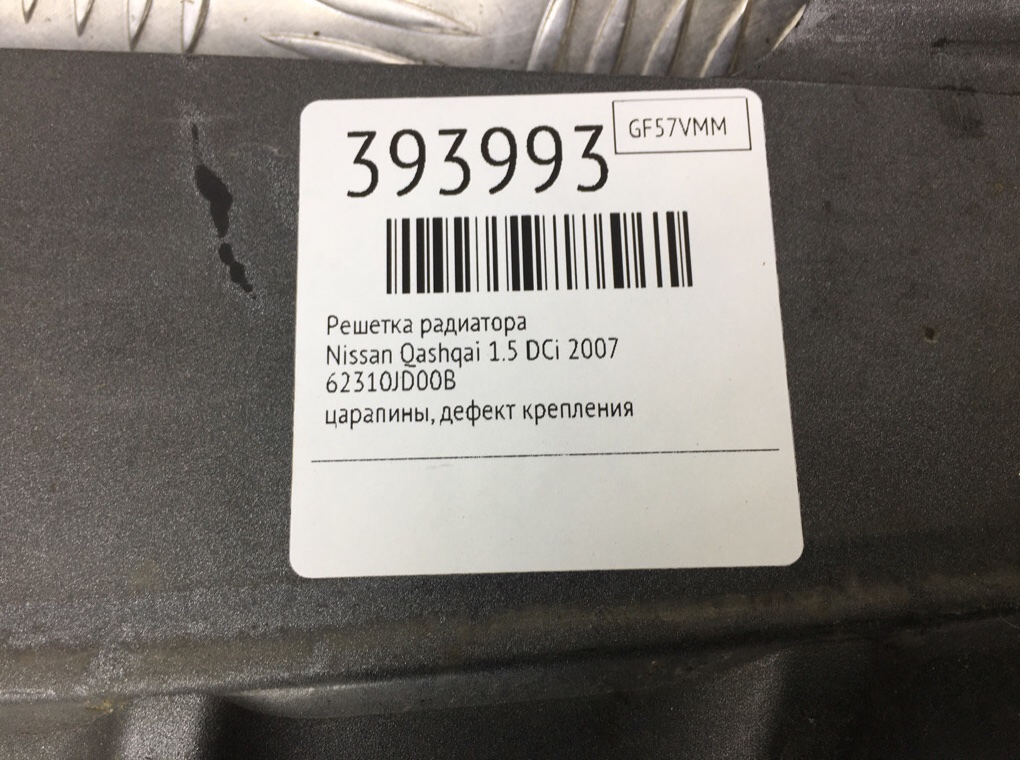 393993
GF57VMM
Решетка радиатора
Nissan Qashqai 1.5 DCi 2007
62310JD00B
царапины, дефект крепления